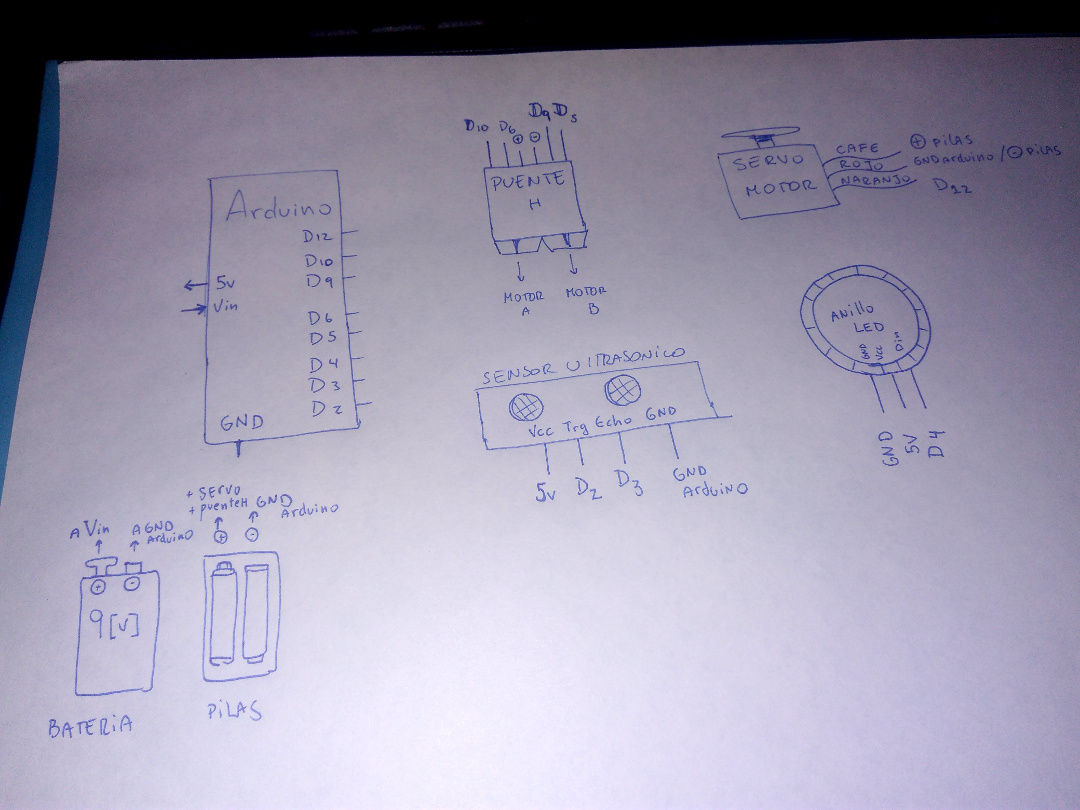 Arduino
D12
D10
D9
D6
D5
D4
D3
D2
5v
Vin
GND
D10 D6 + - D9 D5
PUENTE
H
MOTOR
A
MOTOR
B
SERVO
MOTOR
CAFE + PILAS
ROJO GND arduino / - PILAS
NARANJO D12
SENSOR ULTRASONICO
Vcc Trg Echo GND
5v D2 D3 GND
Arduino
ANillo
LED
GND Vcc Din
GND 5V D4
A Vin
A GND
Arduino
+ -
9[v]
BATERIA
+ SERVO
+ puenteH
GND
Arduino
+ -
PiLAS